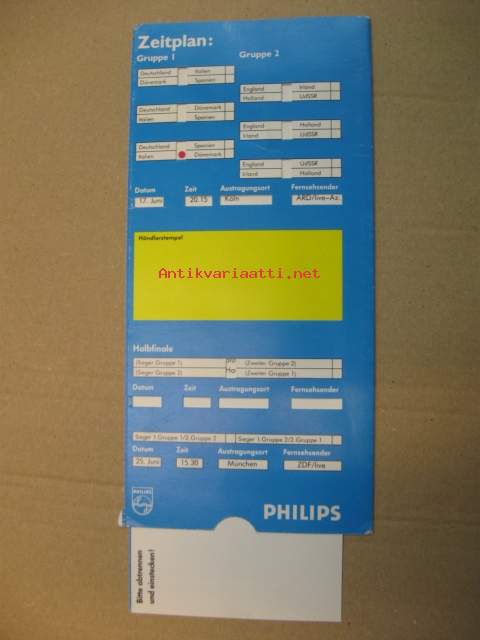 Zeitplan:
Gruppe 1
Gruppe 2
Deutschland Italien
Dänemark Spanien
England Irland
Holland UdSSR
Deutschland Dänemark
Italien Spanien
England Holland
Irland UdSSR
Deutschland Spanien
Italien Dänemark
England UdSSR
Irland Holland
Datum Zeit Austragungsort Fernsehsender
17. Juni 20.15 Köln ARD/live-Az.
Händlerstempel
Antikvariaatti.net
Halbfinale
(Sieger Gruppe 1) (Zweiter Gruppe 2)
(Sieger Gruppe 2) (Zweiter Gruppe 1)
Datum Zeit Austragungsort Fernsehsender
Sieger 1.Gruppe 1/2.Gruppe 2 Sieger 1.Gruppe 2/2.Gruppe 1
Datum Zeit Austragungsort Fernsehsender
25. Juni 15.30 München ZDF/live
PHILIPS
PHILIPS
Bitte abtrennen
und einstecken!